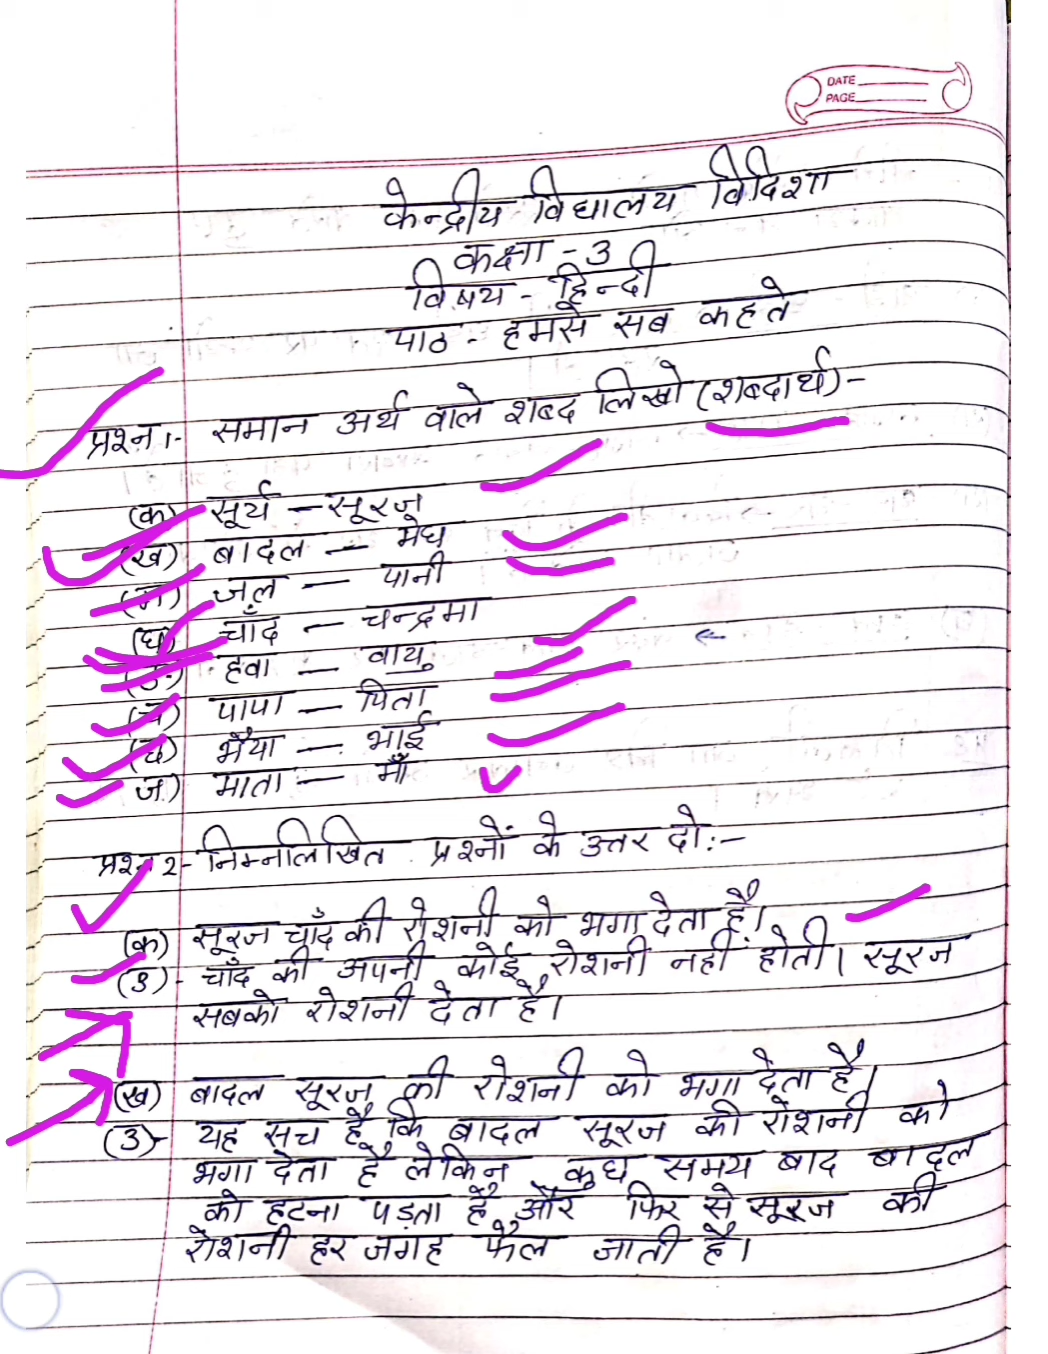 DATE
PAGE
केन्द्रीय विद्यालय विदिशा
कक्षा - 3
विषय - हिन्दी
पाठ - हमसे सब कहते
प्रश्न 1- समान अर्थ वाले शब्द लिखो (शब्दार्थ) -
(क) सूर्य — सूरज
(ख) बादल — मेघ
(ग) जल — पानी
(घ) चाँद — चन्द्रमा
(ङ) हवा — वायु
(च) पापा — पिता
(छ) भैया — भाई
ज) माता — माँ
प्रश्न 2- निम्नलिखित प्रश्नों के उत्तर दो:-
(क) सूरज चाँद की रोशनी को भगा देता है।
(उ) - चाँद की अपनी कोई रोशनी नहीं होती। सूरज
सबको रोशनी देता है।
(ख) बादल सूरज की रोशनी को भगा देता है।
(उ)- यह सच है कि बादल सूरज की रोशनी को
भगा देता है लेकिन कुछ समय बाद बादल
को हटना पड़ता है और फिर से सूरज की
रोशनी हर जगह फैल जाती है।